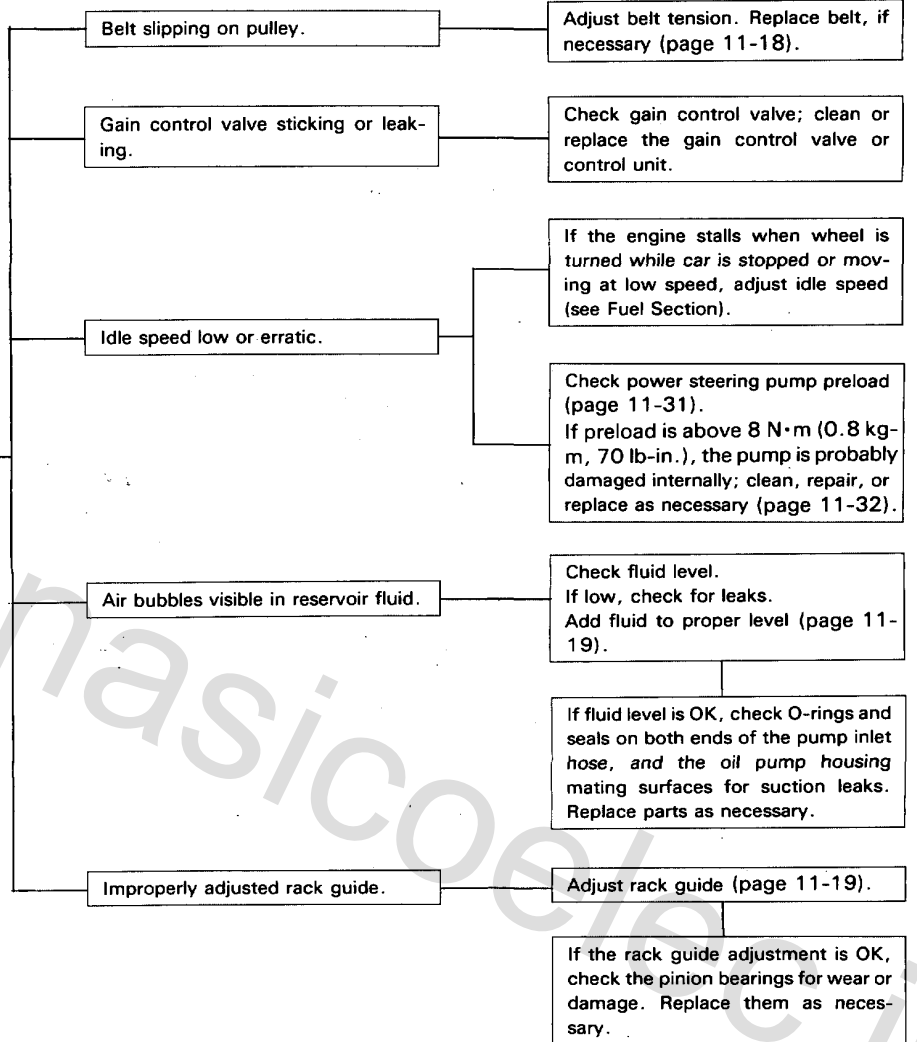 Belt slipping on pulley.
Adjust belt tension. Replace belt, if
necessary (page 11-18).
Gain control valve sticking or leak-
ing.
Check gain control valve; clean or
replace the gain control valve or
control unit.
Idle speed low or erratic.
If the engine stalls when wheel is
turned while car is stopped or mov-
ing at low speed, adjust idle speed
(see Fuel Section).
Check power steering pump preload
(page 11-31).
If preload is above 8 N·m (0.8 kg-
m, 70 lb-in.), the pump is probably
damaged internally; clean, repair, or
replace as necessary (page 11-32).
Air bubbles visible in reservoir fluid.
Check fluid level.
If low, check for leaks.
Add fluid to proper level (page 11-
19).
If fluid level is OK, check O-rings and
seals on both ends of the pump inlet
hose, and the oil pump housing
mating surfaces for suction leaks.
Replace parts as necessary.
Improperly adjusted rack guide.
Adjust rack guide (page 11-19).
If the rack guide adjustment is OK,
check the pinion bearings for wear or
damage. Replace them as neces-
sary.
nasicoelec i